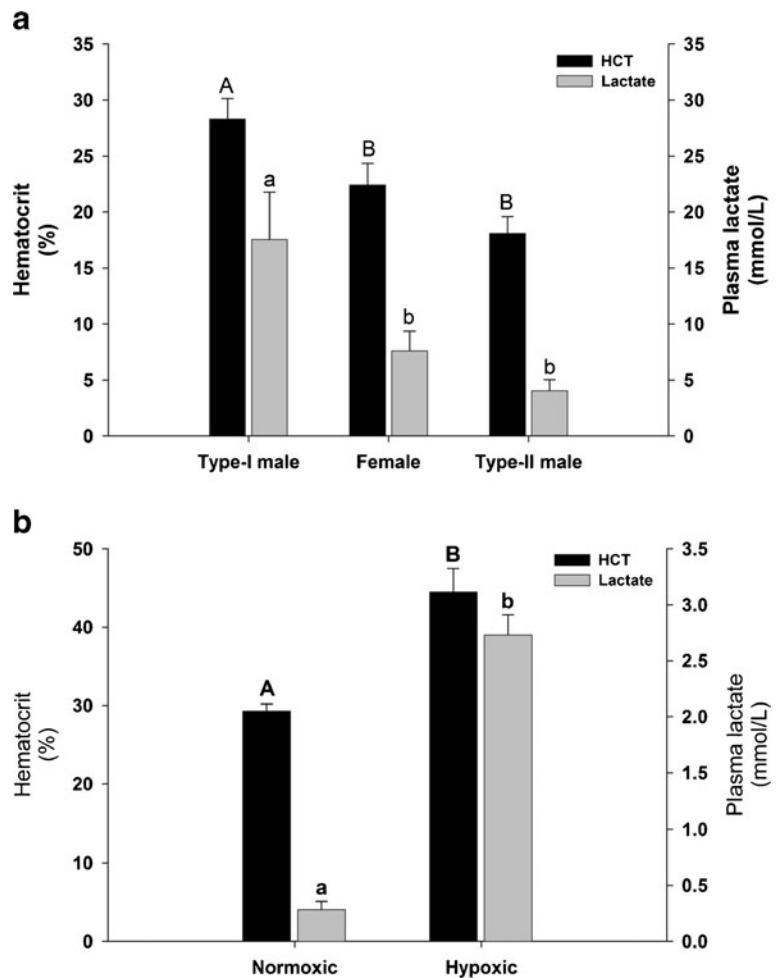 a
HCT
Lactate
35
30
25
20
15
10
5
0
Hematocrit
(%)
35
30
25
20
15
10
5
0
Plasma lactate
(mmol/L)
A
a
B
b
B
b
Type-I male Female Type-II male
b
HCT
Lactate
50
40
30
20
10
0
Hematocrit
(%)
3.5
3.0
2.5
2.0
1.5
1.0
0.5
0.0
Plasma lactate
(mmol/L)
A
a
B
b
Normoxic Hypoxic